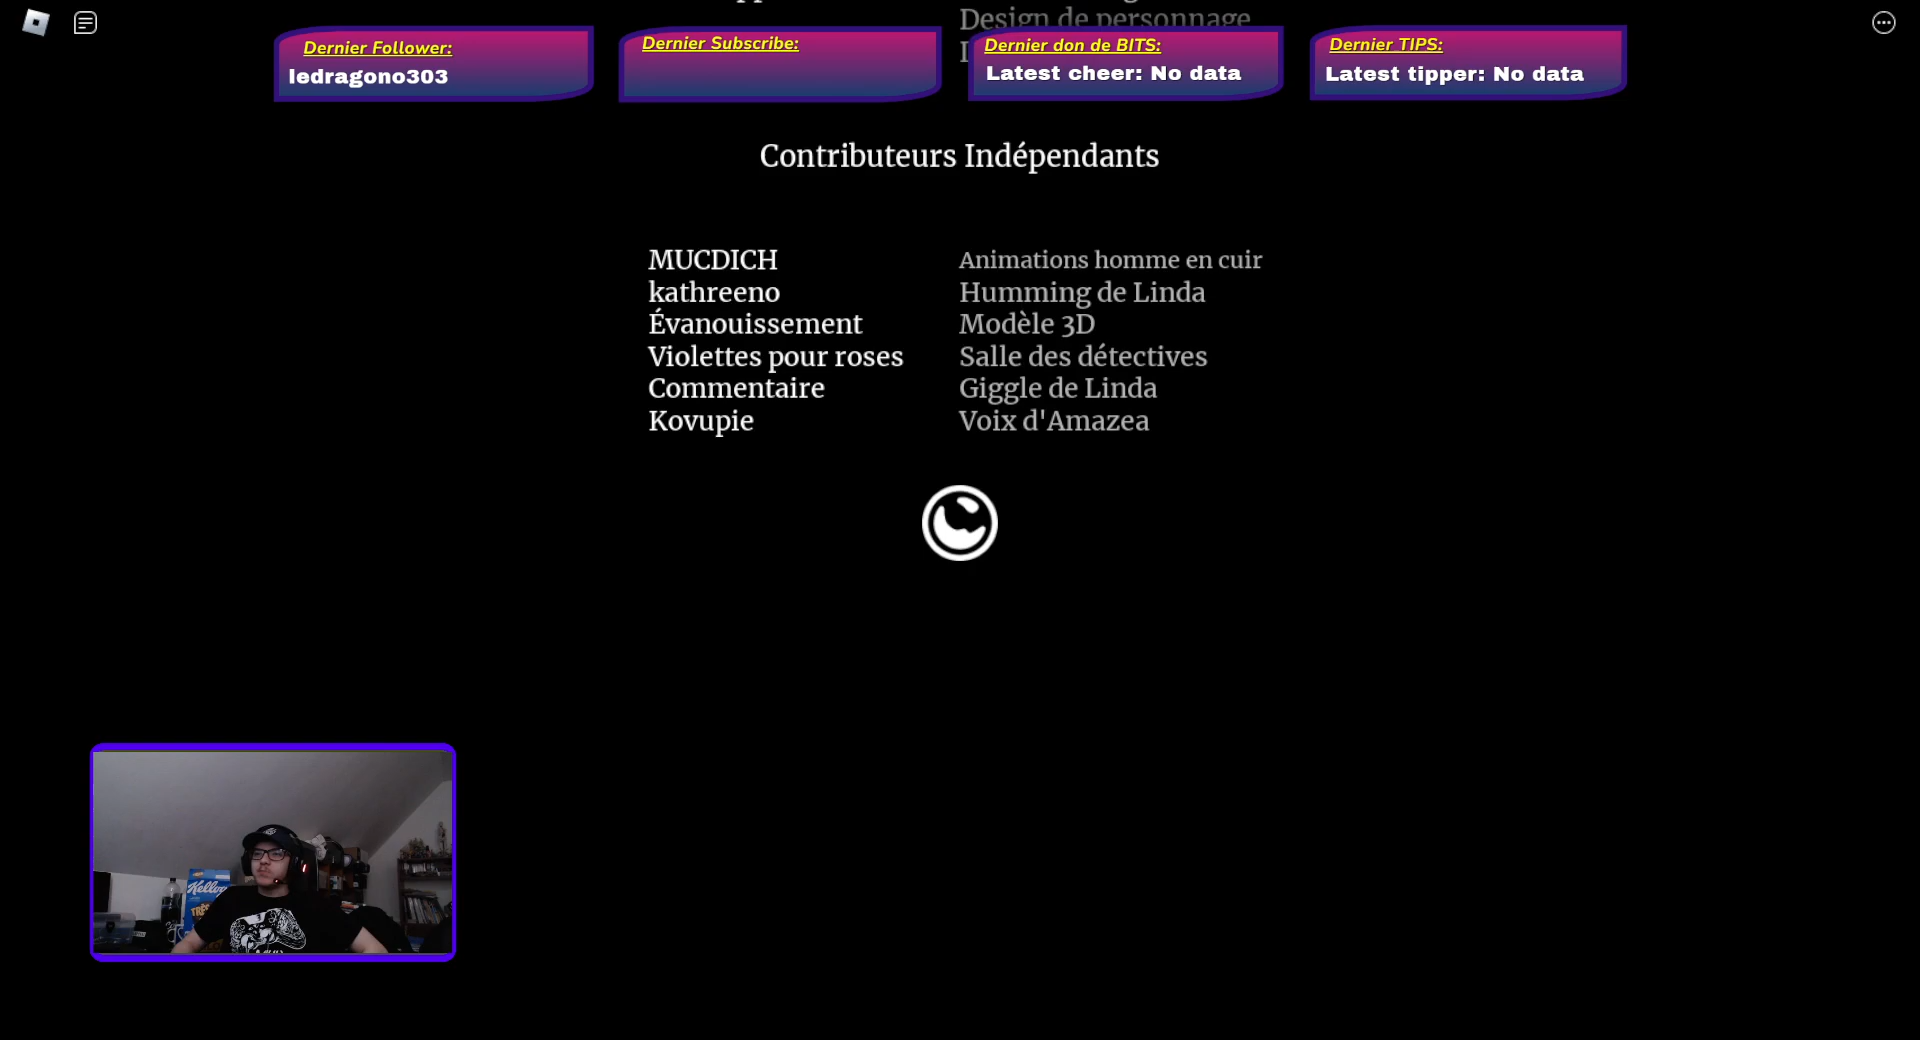 Design de personnage
Dernier Follower:
ledragono303
Dernier Subscribe:
Dernier don de BITS:
Latest cheer: No data
Dernier TIPS:
Latest tipper: No data
Contributeurs Indépendants
MUCDICH Animations homme en cuir
kathreeno Humming de Linda
Évanouissement Modèle 3D
Violettes pour roses Salle des détectives
Commentaire Giggle de Linda
Kovupie Voix d'Amazea